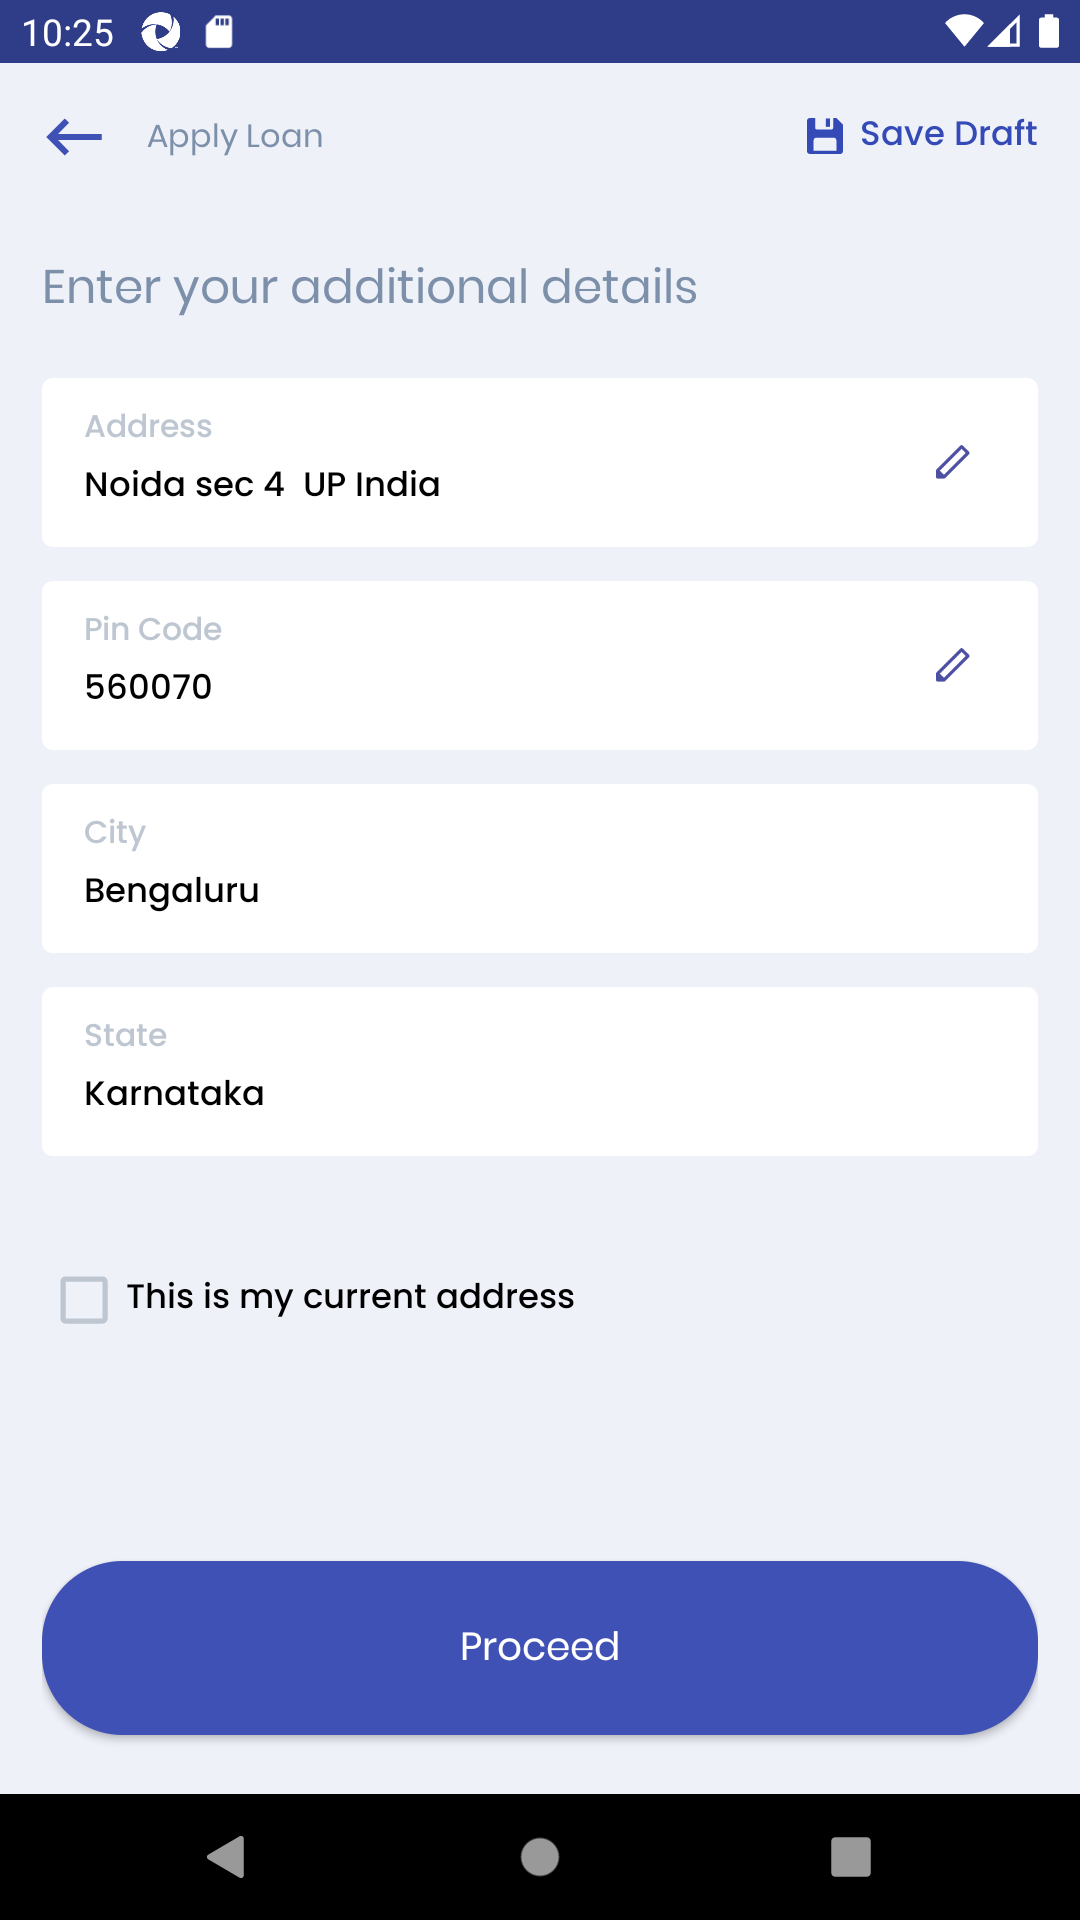 10:25
Apply Loan
Save Draft
Enter your additional details
Address
Noida sec 4  UP India
Pin Code
560070
City
Bengaluru
State
Karnataka
This is my current address
Proceed